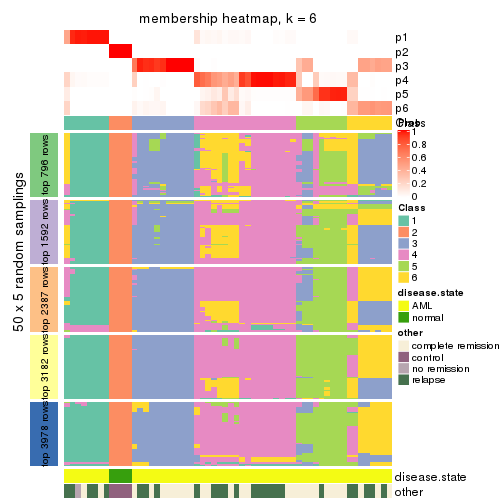 membership heatmap, k = 6
p1
p2
p3
p4
p5
p6
Class
Prob
1
0.8
0.6
0.4
0.2
0
Class
1
2
3
4
5
6
disease.state
AML
normal
other
complete remission
control
no remission
relapse
50 x 5 random samplings
top 796 rows
top 1592 rows
top 2387 rows
top 3182 rows
top 3978 rows
disease.state
other